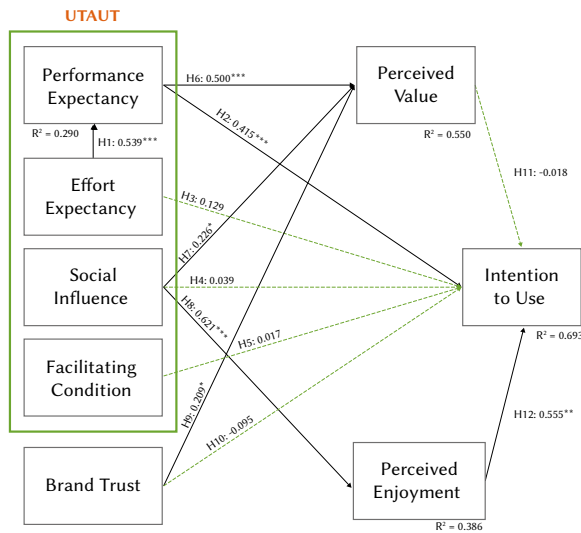 UTAUT
Performance
Expectancy
R² = 0.290
H1: 0.539***
Effort
Expectancy
Social
Influence
Facilitating
Condition
Brand Trust
H6: 0.500***
H2: 0.415***
H3: 0.129
H7: 0.226*
H4: 0.039
H8: 0.621***
H5: 0.017
H9: 0.209*
H10: -0.095
Perceived
Value
R² = 0.550
H11: -0.018
Intention
to Use
R² = 0.693
H12: 0.555**
Perceived
Enjoyment
R² = 0.386